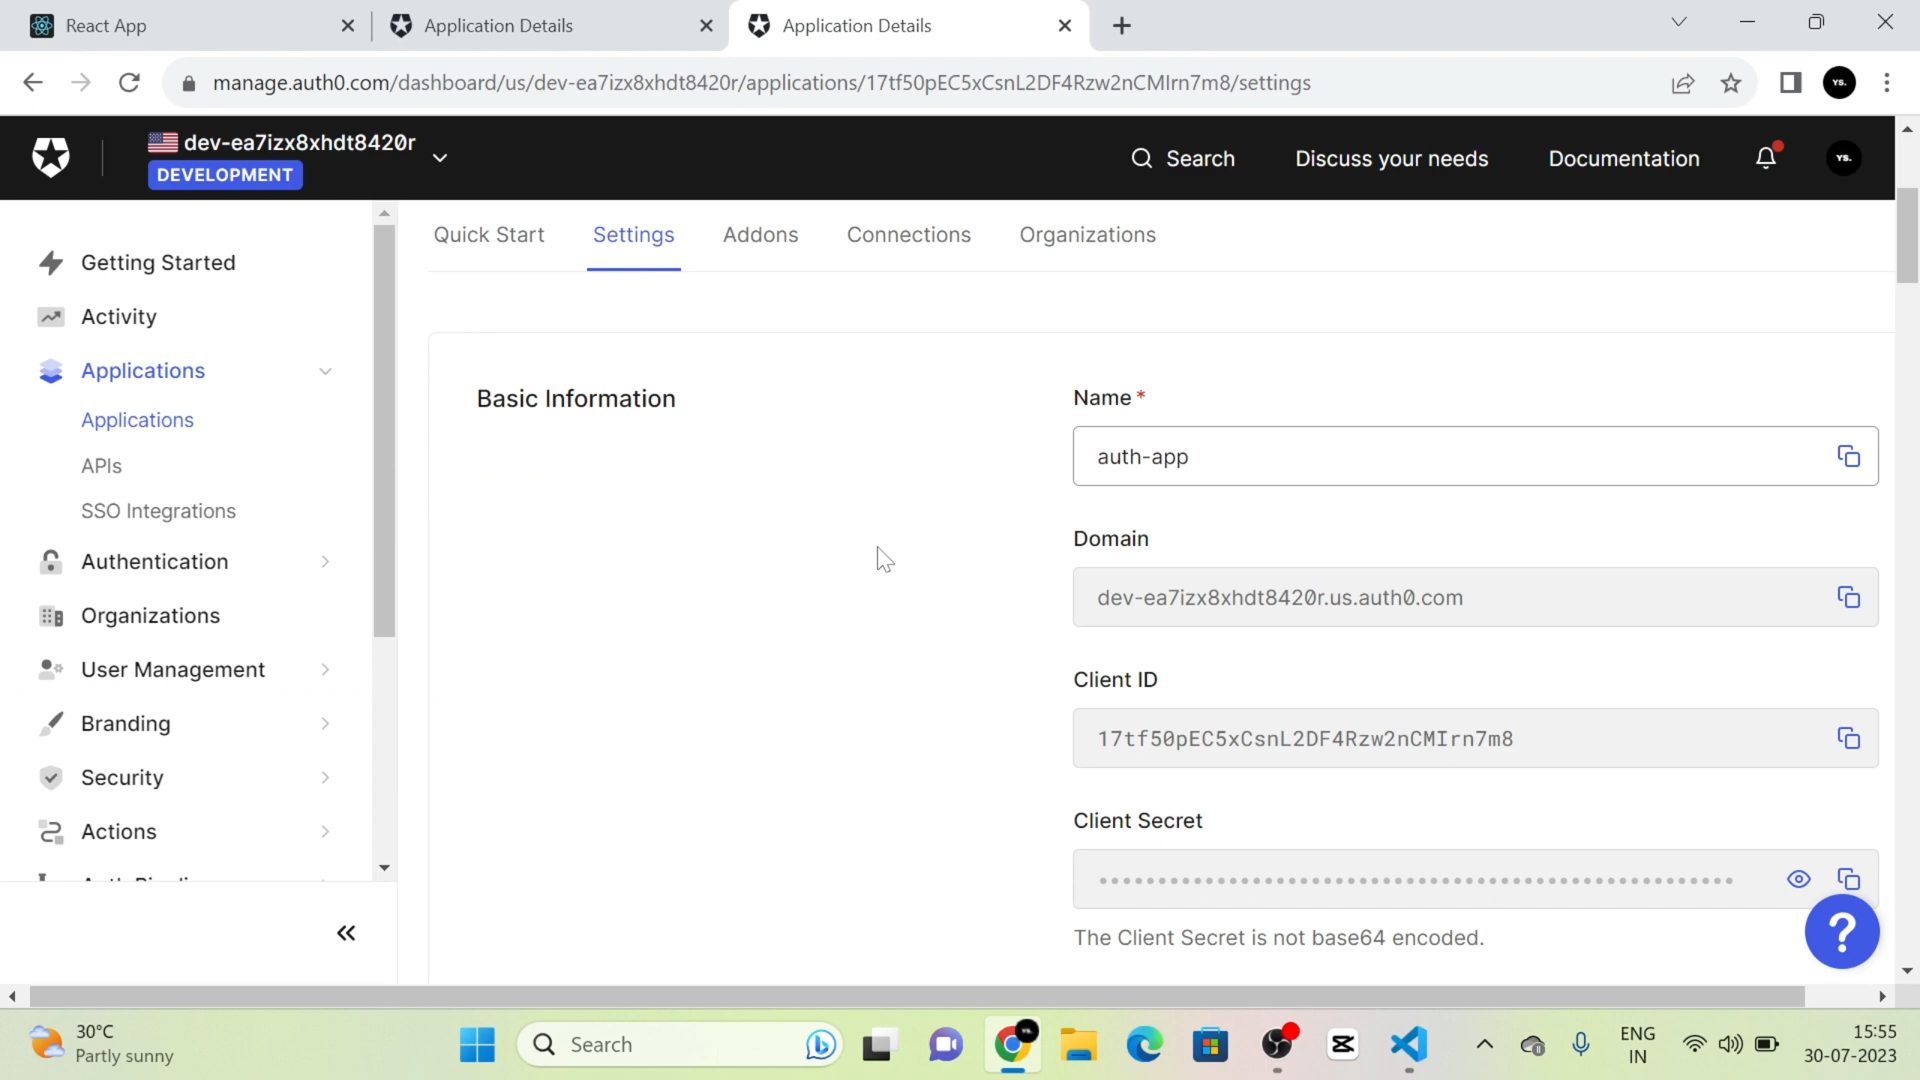 React App
Application Details
Application Details
manage.auth0.com/dashboard/us/dev-ea7izx8xhdt8420r/applications/17tf50pEC5xCsnL2DF4Rzw2nCMIrn7m8/settings
YS.
dev-ea7izx8xhdt8420r
DEVELOPMENT
Search
Discuss your needs
Documentation
YS.
Getting Started
Activity
Applications
Applications
APIs
SSO Integrations
Authentication
Organizations
User Management
Branding
Security
Actions
Quick Start
Settings
Addons
Connections
Organizations
Basic Information
Name *
auth-app
Domain
dev-ea7izx8xhdt8420r.us.auth0.com
Client ID
17tf50pEC5xCsnL2DF4Rzw2nCMIrn7m8
Client Secret
The Client Secret is not base64 encoded.
?
30°C
Partly sunny
Search
ENG
IN
15:55
30-07-2023